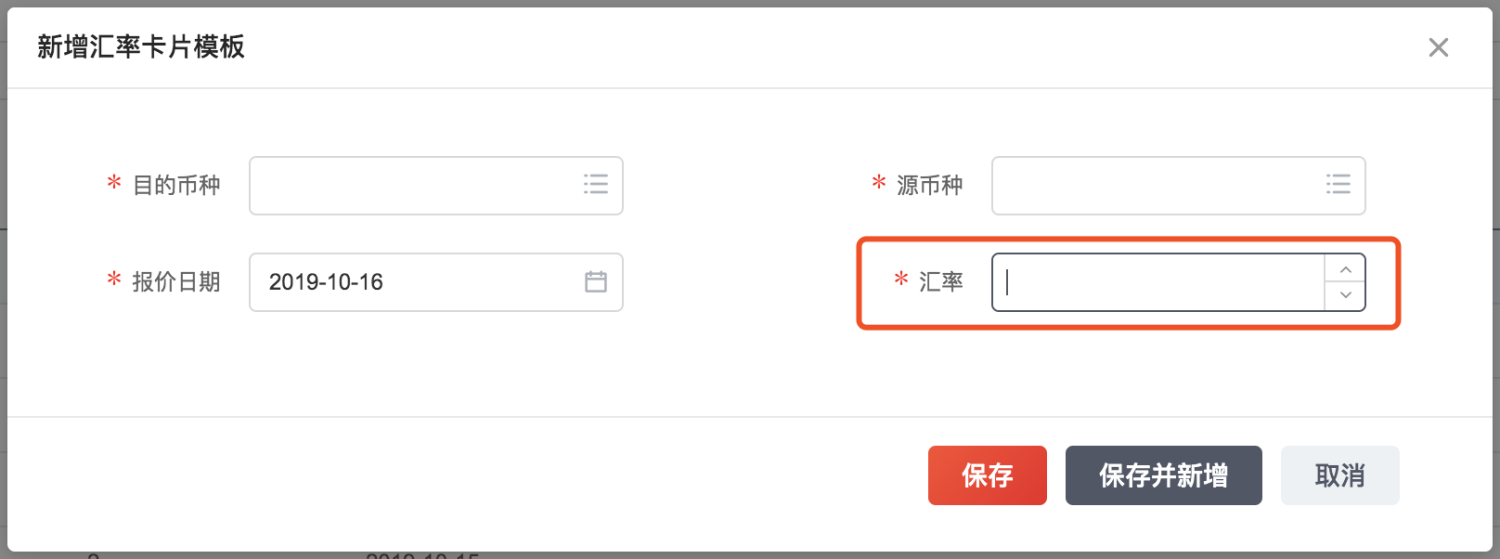 新增汇率卡片模板
* 目的币种
* 源币种
* 报价日期 2019-10-16
* 汇率
保存 保存并新增 取消